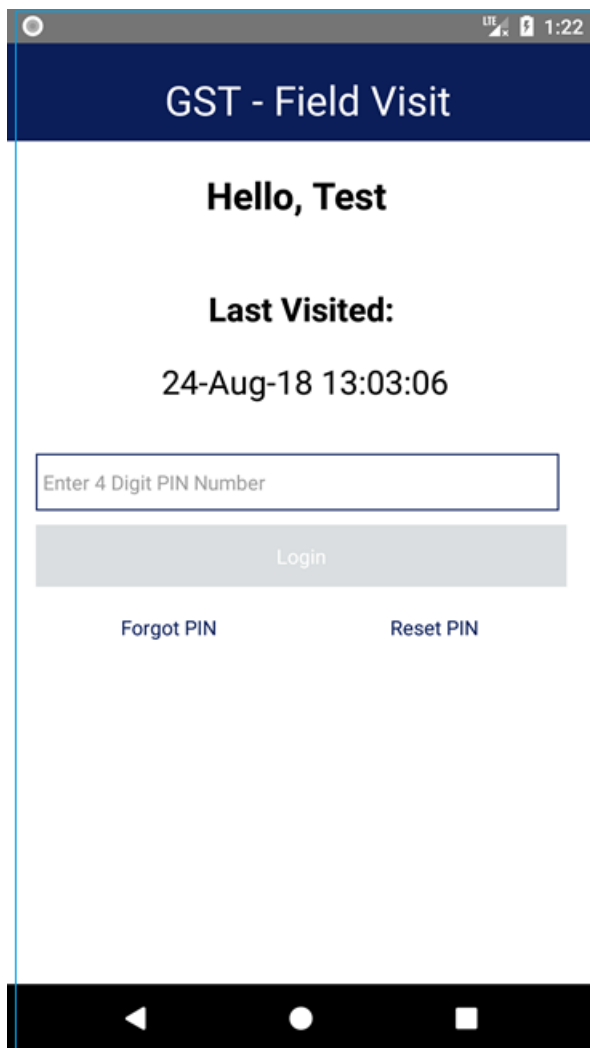 LTE 1:22
GST - Field Visit
Hello, Test
Last Visited:
24-Aug-18 13:03:06
Enter 4 Digit PIN Number
Login
Forgot PIN Reset PIN